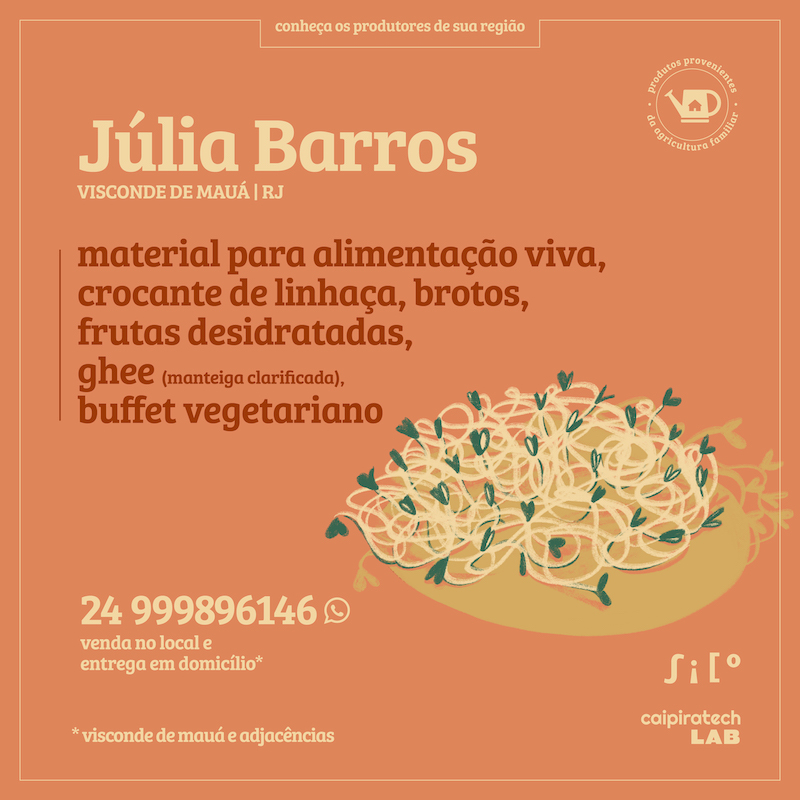 conheça os produtores de sua região
produtos provenientes
da agricultura familiar
Júlia Barros
VISCONDE DE MAUÁ | RJ
material para alimentação viva,
crocante de linhaça, brotos,
frutas desidratadas,
ghee (manteiga clarificada),
buffet vegetariano
24 999896146
venda no local e
entrega em domicílio*
* visconde de mauá e adjacências
caipiratech
LAB